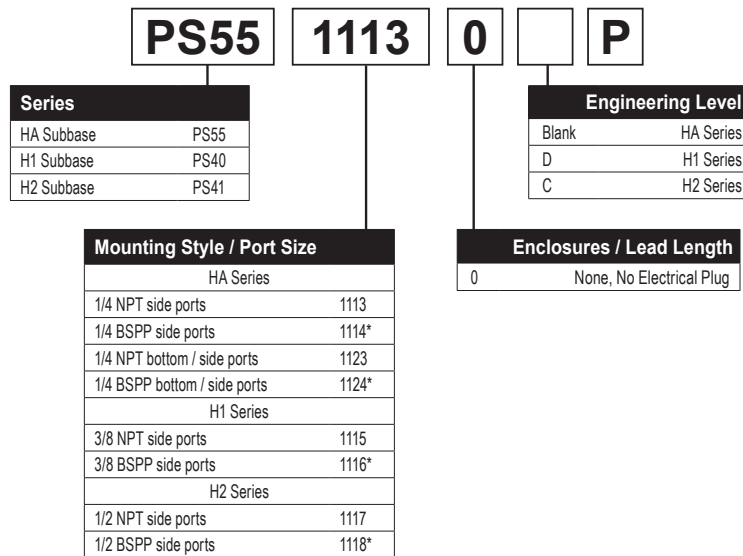 PS55 1113 0 P
Series
HA Subbase PS55
H1 Subbase PS40
H2 Subbase PS41
Engineering Level
Blank HA Series
D H1 Series
C H2 Series
Mounting Style / Port Size
HA Series
1/4 NPT side ports 1113
1/4 BSPP side ports 1114*
1/4 NPT bottom / side ports 1123
1/4 BSPP bottom / side ports 1124*
H1 Series
3/8 NPT side ports 1115
3/8 BSPP side ports 1116*
H2 Series
1/2 NPT side ports 1117
1/2 BSPP side ports 1118*
Enclosures / Lead Length
0 None, No Electrical Plug